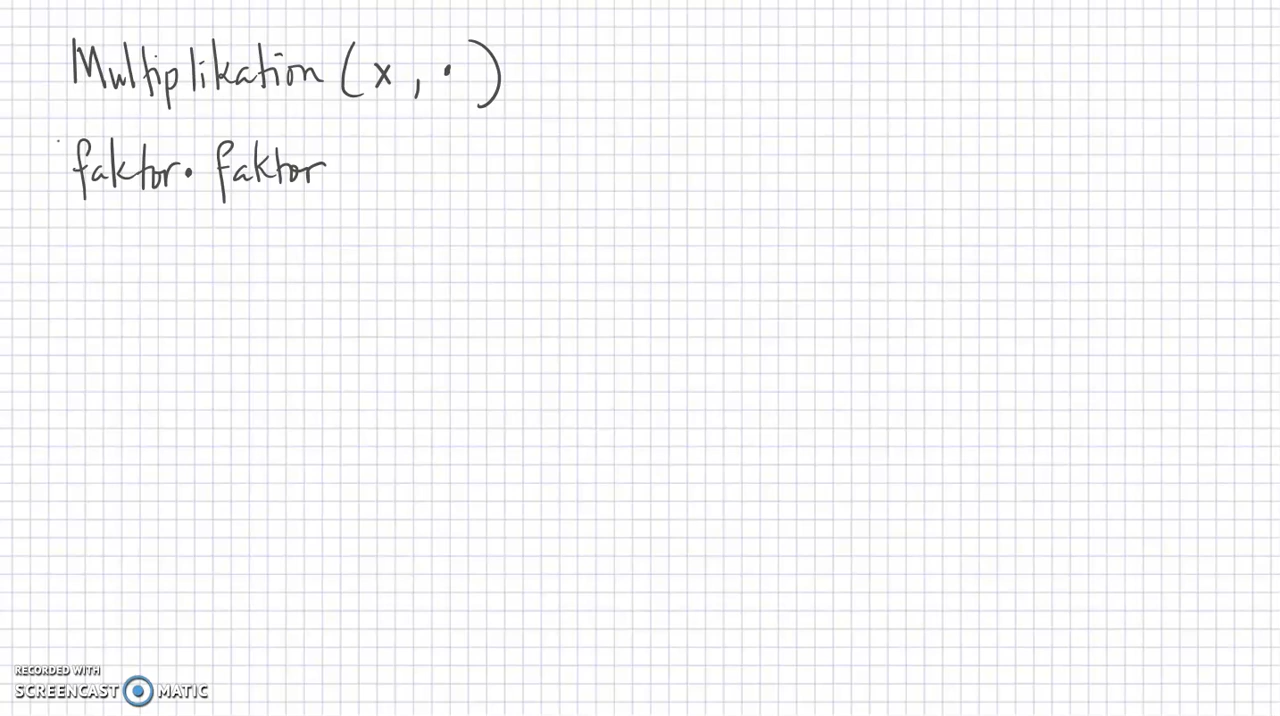 Multiplikation (x, ·)
faktor · faktor
RECORDED WITH
SCREENCAST MATIC